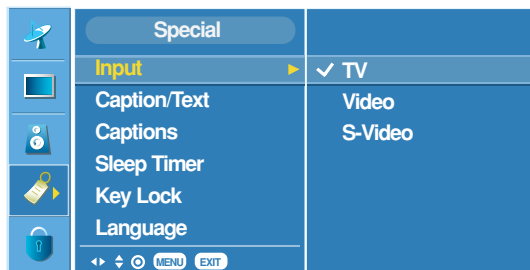 Special
Input
Caption/Text
Captions
Sleep Timer
Key Lock
Language
MENU EXIT
TV
Video
S-Video